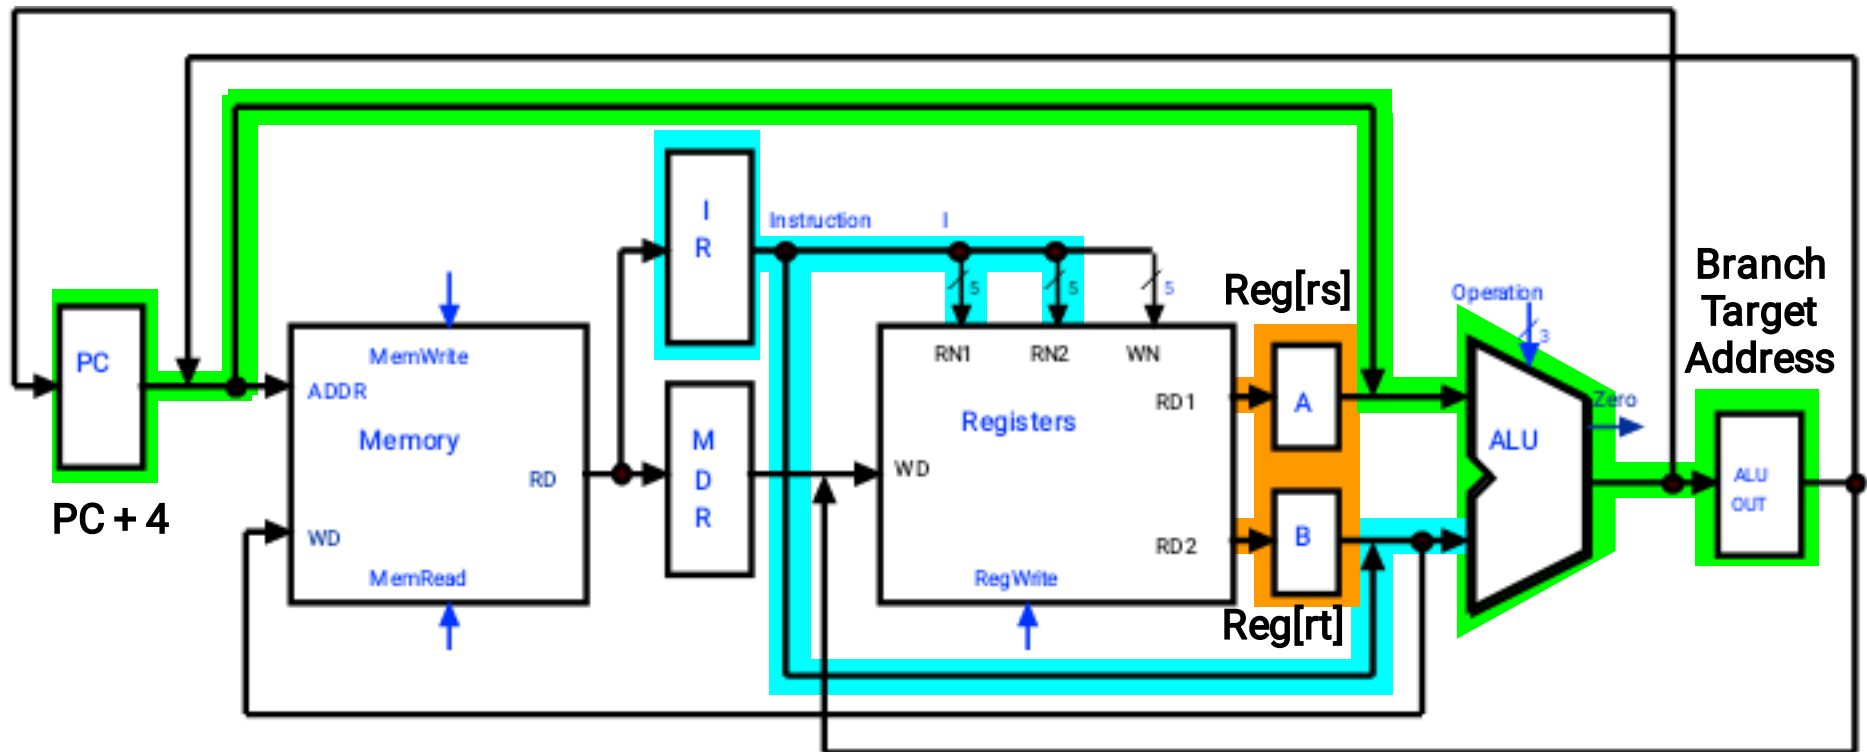 I
R
Instruction I
5
5
5
Reg[rs]
Operation
3
Branch
Target
Address
PC
MemWrite
ADDR
Memory
RD
WD
MemRead
PC + 4
M
D
R
RN1
RN2
WN
RD1
Registers
WD
RD2
RegWrite
A
B
Reg[rt]
ALU
Zero
ALU
OUT